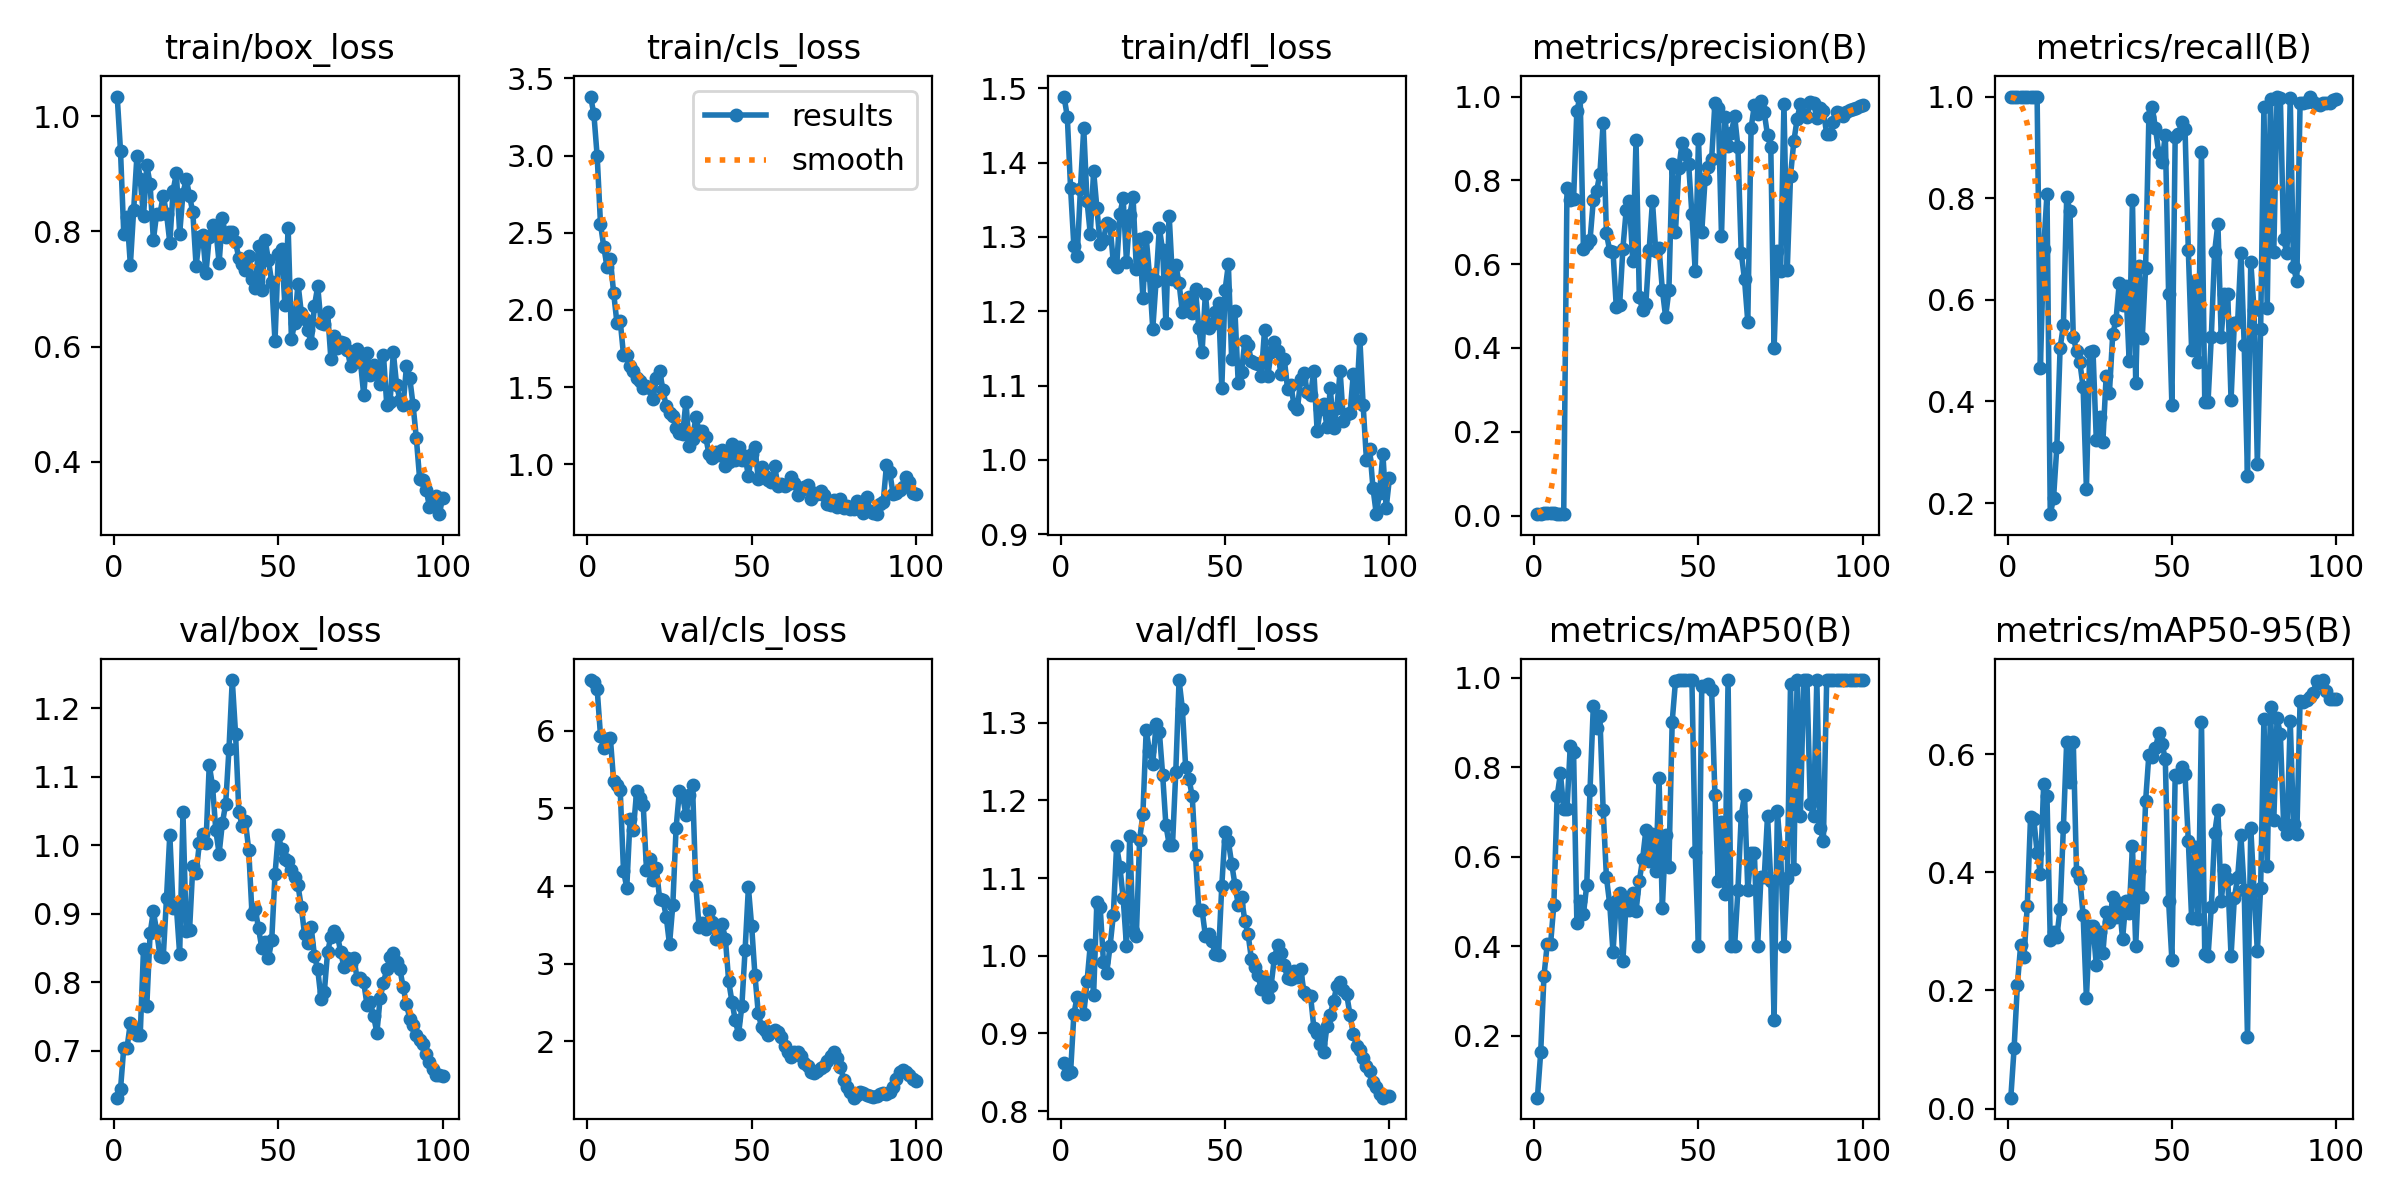 train/box_loss
1.0
0.8
0.6
0.4
0 50 100
train/cls_loss
results
smooth
3.5
3.0
2.5
2.0
1.5
1.0
0 50 100
train/dfl_loss
1.5
1.4
1.3
1.2
1.1
1.0
0.9
0 50 100
metrics/precision(B)
1.0
0.8
0.6
0.4
0.2
0.0
0 50 100
metrics/recall(B)
1.0
0.8
0.6
0.4
0.2
0 50 100
val/box_loss
1.2
1.1
1.0
0.9
0.8
0.7
0 50 100
val/cls_loss
6
5
4
3
2
0 50 100
val/dfl_loss
1.3
1.2
1.1
1.0
0.9
0.8
0 50 100
metrics/mAP50(B)
1.0
0.8
0.6
0.4
0.2
0 50 100
metrics/mAP50-95(B)
0.6
0.4
0.2
0.0
0 50 100